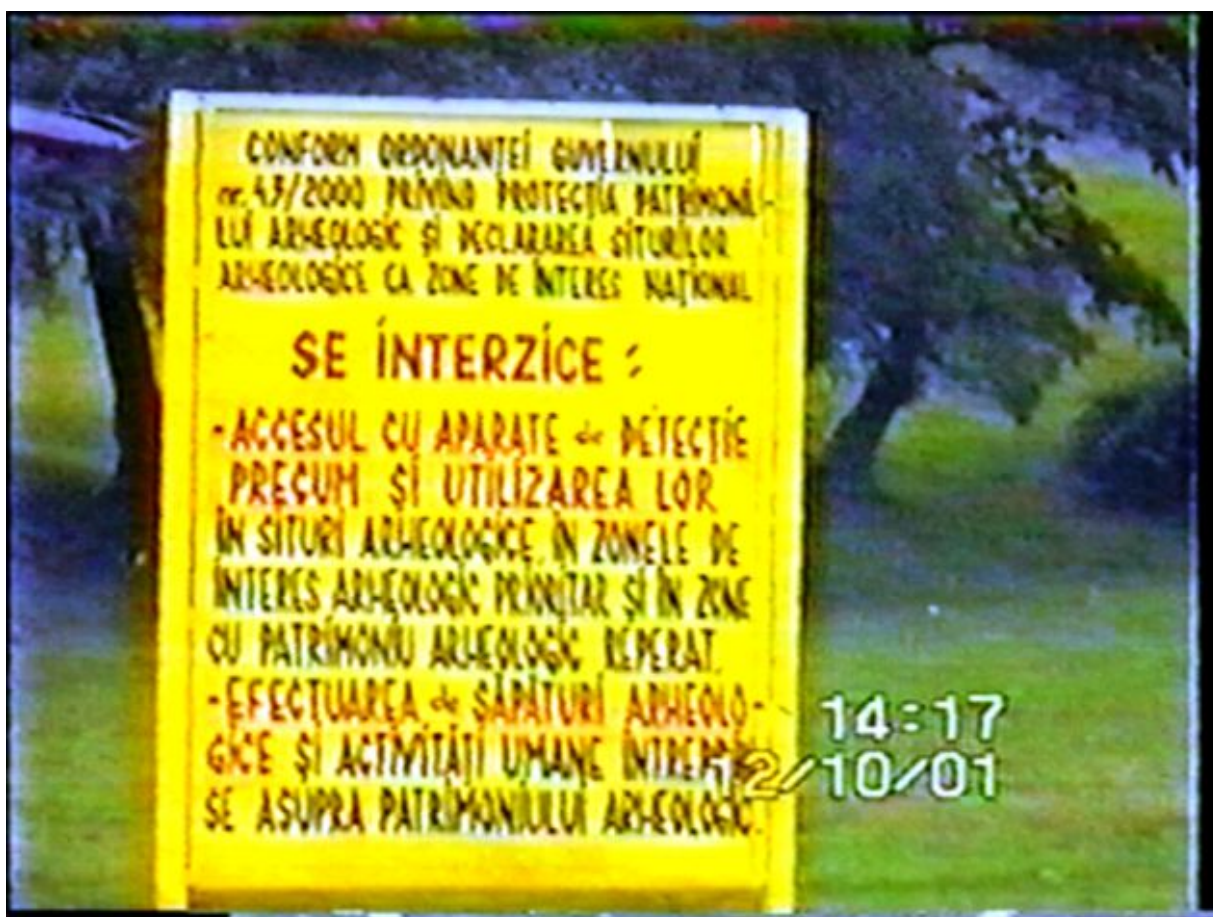 CONFORM ORDONANȚEI GUVERNULUI
nr. 43/2000 PRIVIND PROTECȚIA PATRIMONI-
LUI ARHEOLOGIC ȘI DECLARAREA SITURILOR
ARHEOLOGICE CA ZONE DE INTERES NAȚIONAL
SE INTERZICE :
-ACCESUL CU APARATE de DETECȚIE
PRECUM ȘI UTILIZAREA LOR
ÎN SITURI ARHEOLOGICE, ÎN ZONELE DE
INTERES ARHEOLOGIC PRIORITAR ȘI ÎN ZONE
CU PATRIMONIU ARHEOLOGIC REPERAT.
-EFECTUAREA de SĂPĂTURI ARHEOLO-
GICE ȘI ACTIVITĂȚI UMANE
SE ASUPRA PATRIMONIULUI ARHEOLOGIC.
14:17
12/10/01